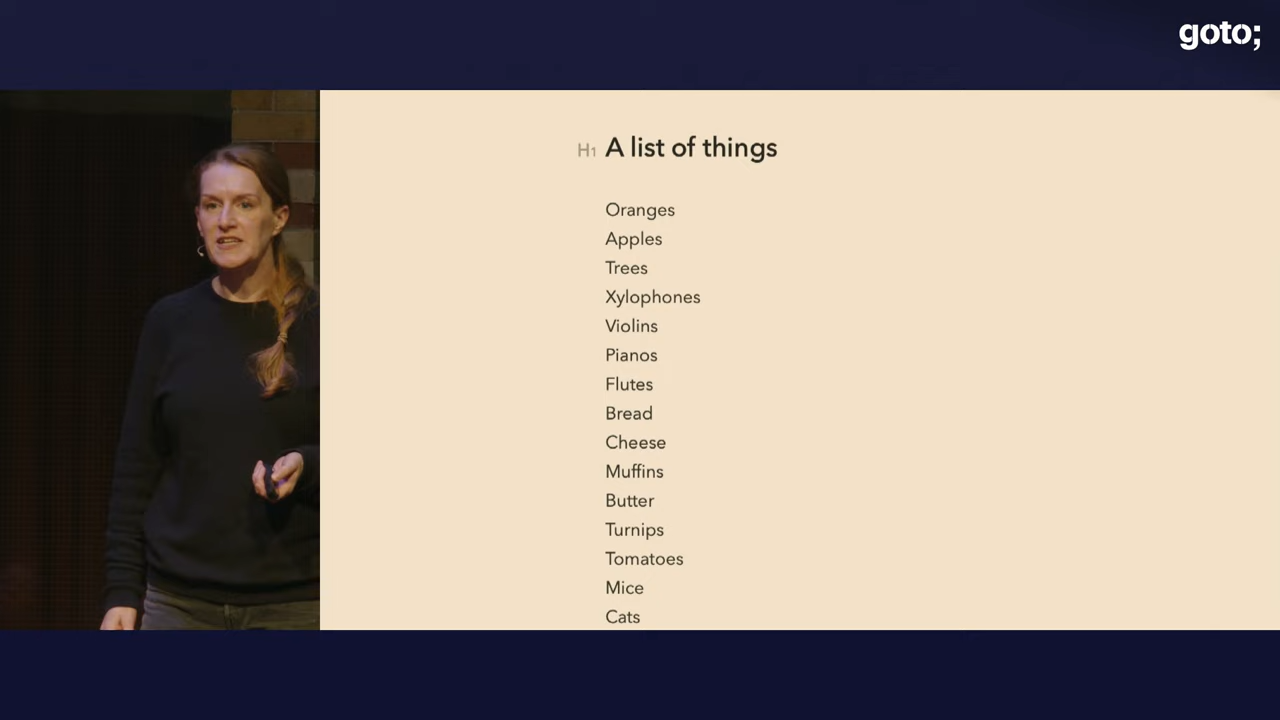 goto;
H1 A list of things
Oranges
Apples
Trees
Xylophones
Violins
Pianos
Flutes
Bread
Cheese
Muffins
Butter
Turnips
Tomatoes
Mice
Cats